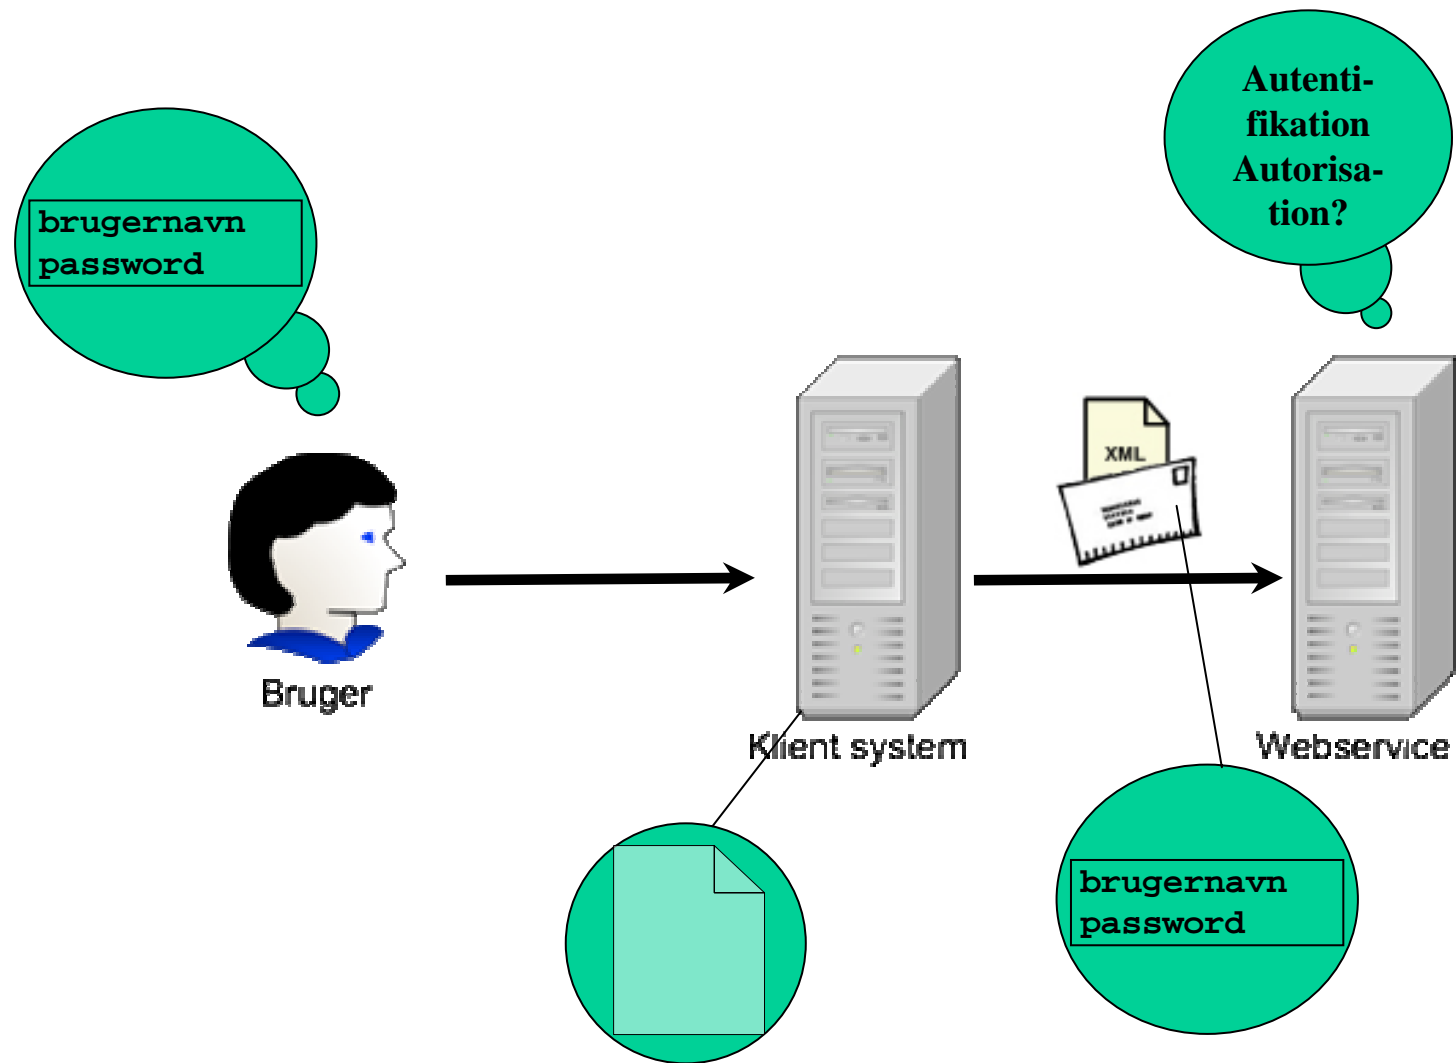 Autenti-
fikation
Autorisa-
tion?
brugernavn
password
XML
Bruger
Klient system
Webservice
brugernavn
password